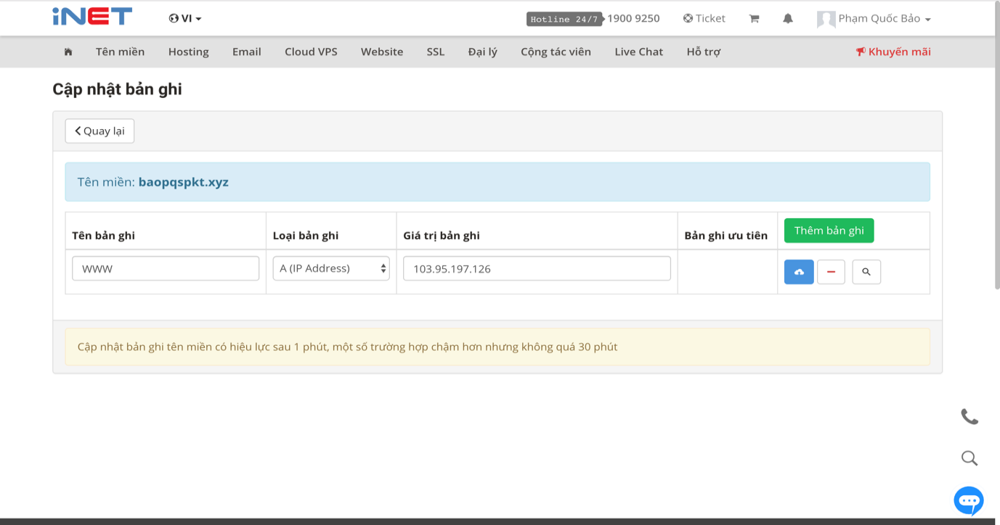 iNET VI Hotline 24/7 1900 9250 Ticket Phạm Quốc Bảo
Tên miền Hosting Email Cloud VPS Website SSL Đại lý Cộng tác viên Live Chat Hỗ trợ Khuyến mãi
Cập nhật bản ghi
Quay lại
Tên miền: baopqspkt.xyz
Tên bản ghi Loại bản ghi Giá trị bản ghi Bản ghi ưu tiên Thêm bản ghi
WWW A (IP Address) 103.95.197.126
Cập nhật bản ghi tên miền có hiệu lực sau 1 phút, một số trường hợp chậm hơn nhưng không quá 30 phút